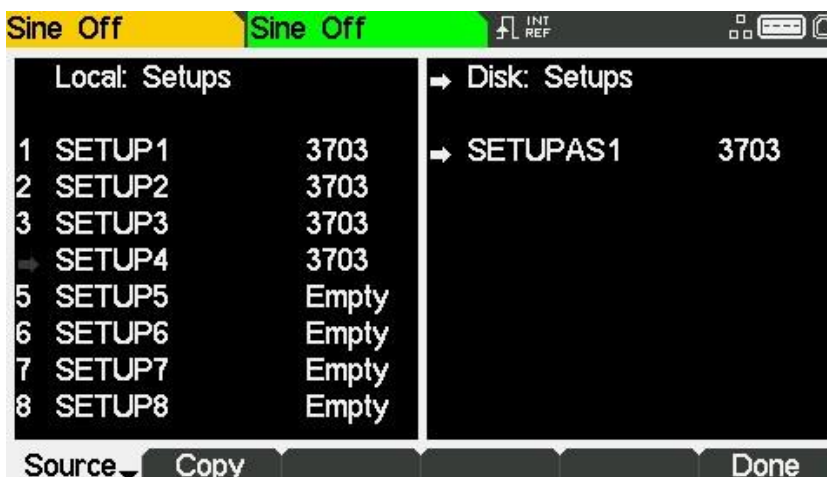 Sine Off Sine Off INT REF
Local: Setups
1 SETUP1 3703
2 SETUP2 3703
3 SETUP3 3703
SETUP4 3703
5 SETUP5 Empty
6 SETUP6 Empty
7 SETUP7 Empty
8 SETUP8 Empty
Disk: Setups
SETUPAS1 3703
Source Copy Done